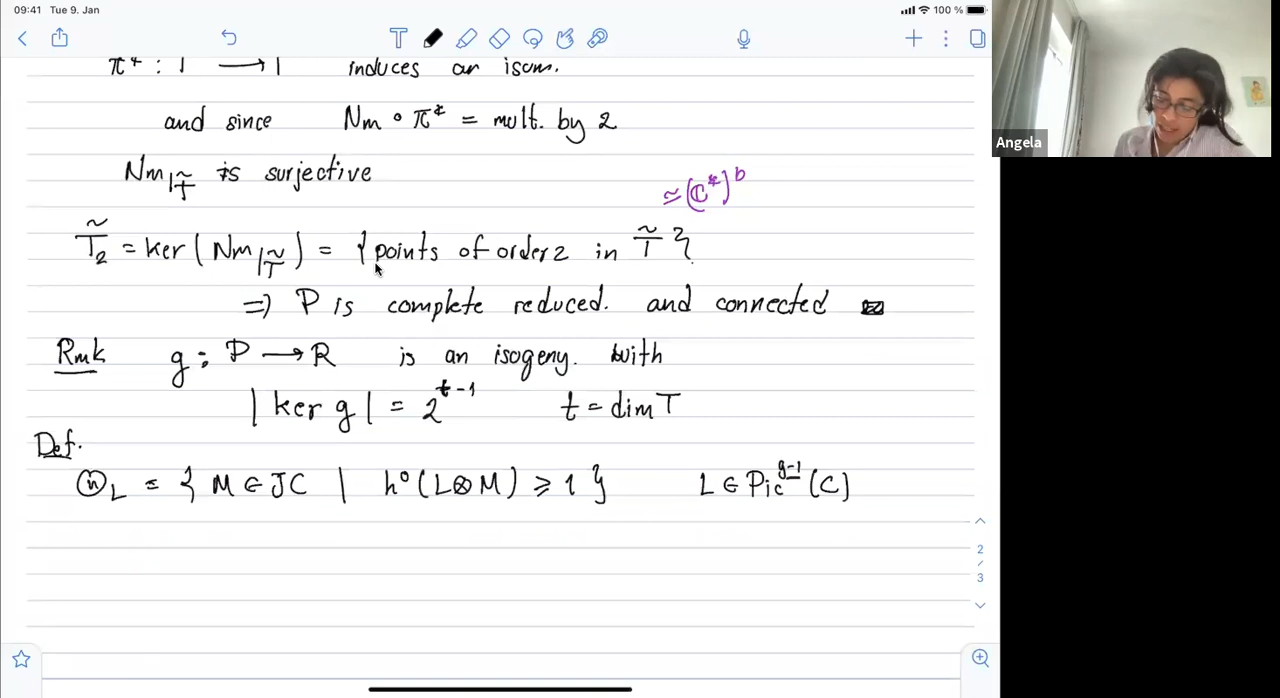 09:41 Tue 9. Jan
100 %
π* : T̃ → T induces an isom.
and since Nm ∘ π* = mult. by 2
Nm|T̃ is surjective
≃ (ℂ*)^b
T̃₂ = ker ( Nm|T̃ ) = { points of order 2 in T̃ }.
⇒ P is complete reduced. and connected
Rmk g : P → R is an isogeny. with
| ker g | = 2^{t-1} t = dim T
Def.
Ⓗ_L = { M ∈ JC | h⁰ ( L ⊗ M ) ⩾ 1 } L ∈ Pic^{g-1} (C)
2
/
3
Angela